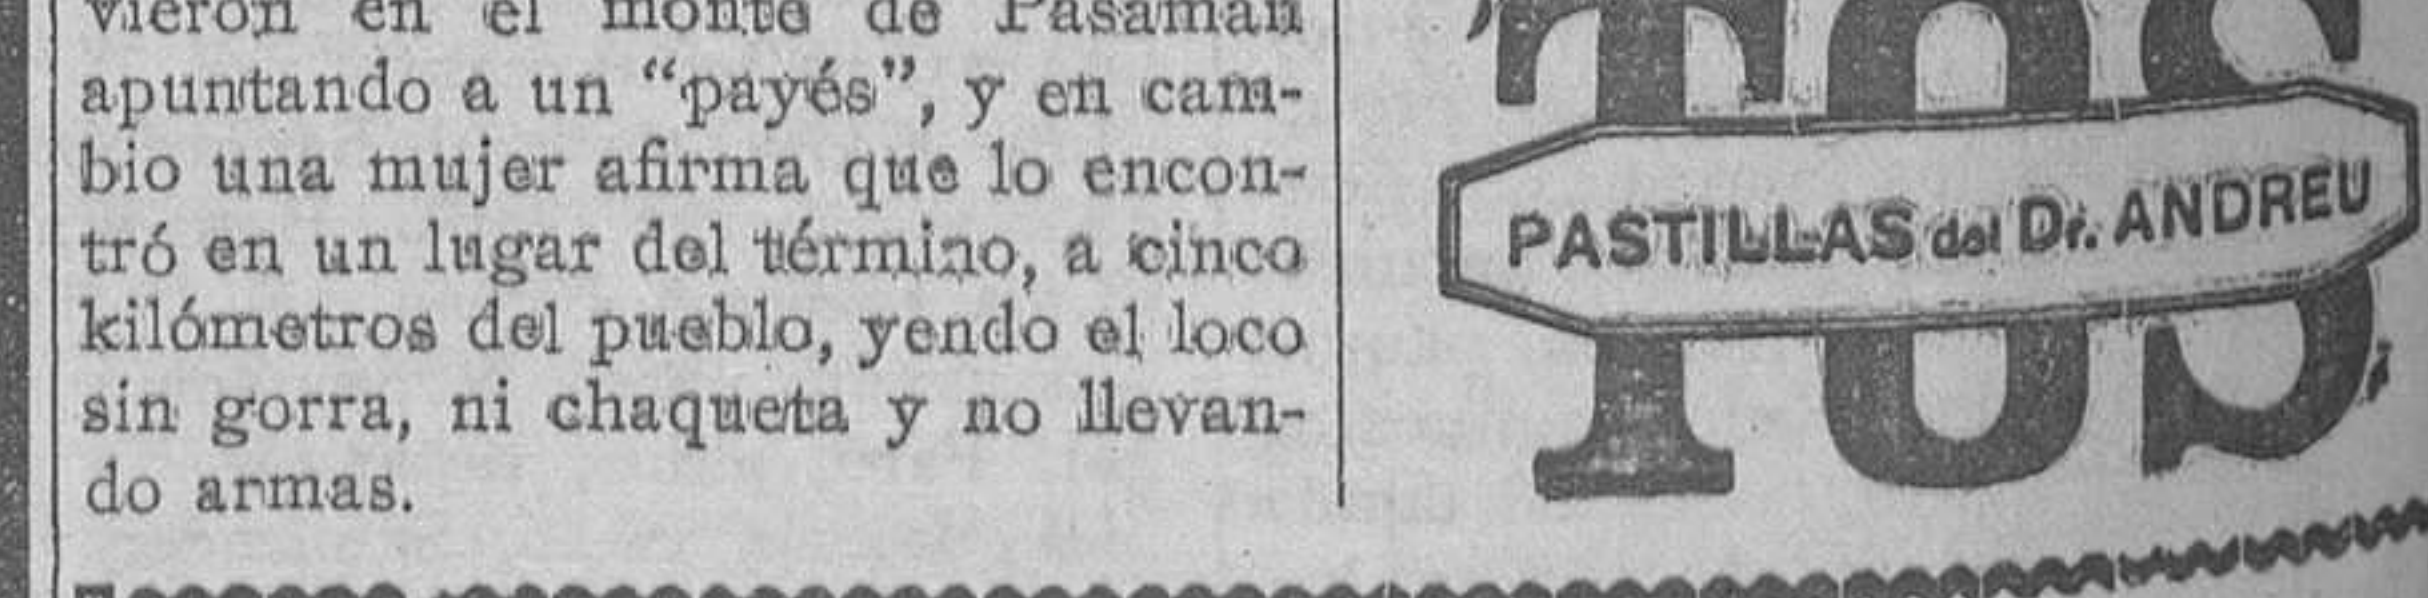 vieron en el monte de Pasamán
apuntando a un “payés”, y en cam-
bio una mujer afirma que lo encon-
tró en un lugar del término, a cinco
kilómetros del pueblo, yendo el loco
sin gorra, ni chaqueta y no llevan-
do armas.
TOS
PASTILLAS del Dr. ANDREU